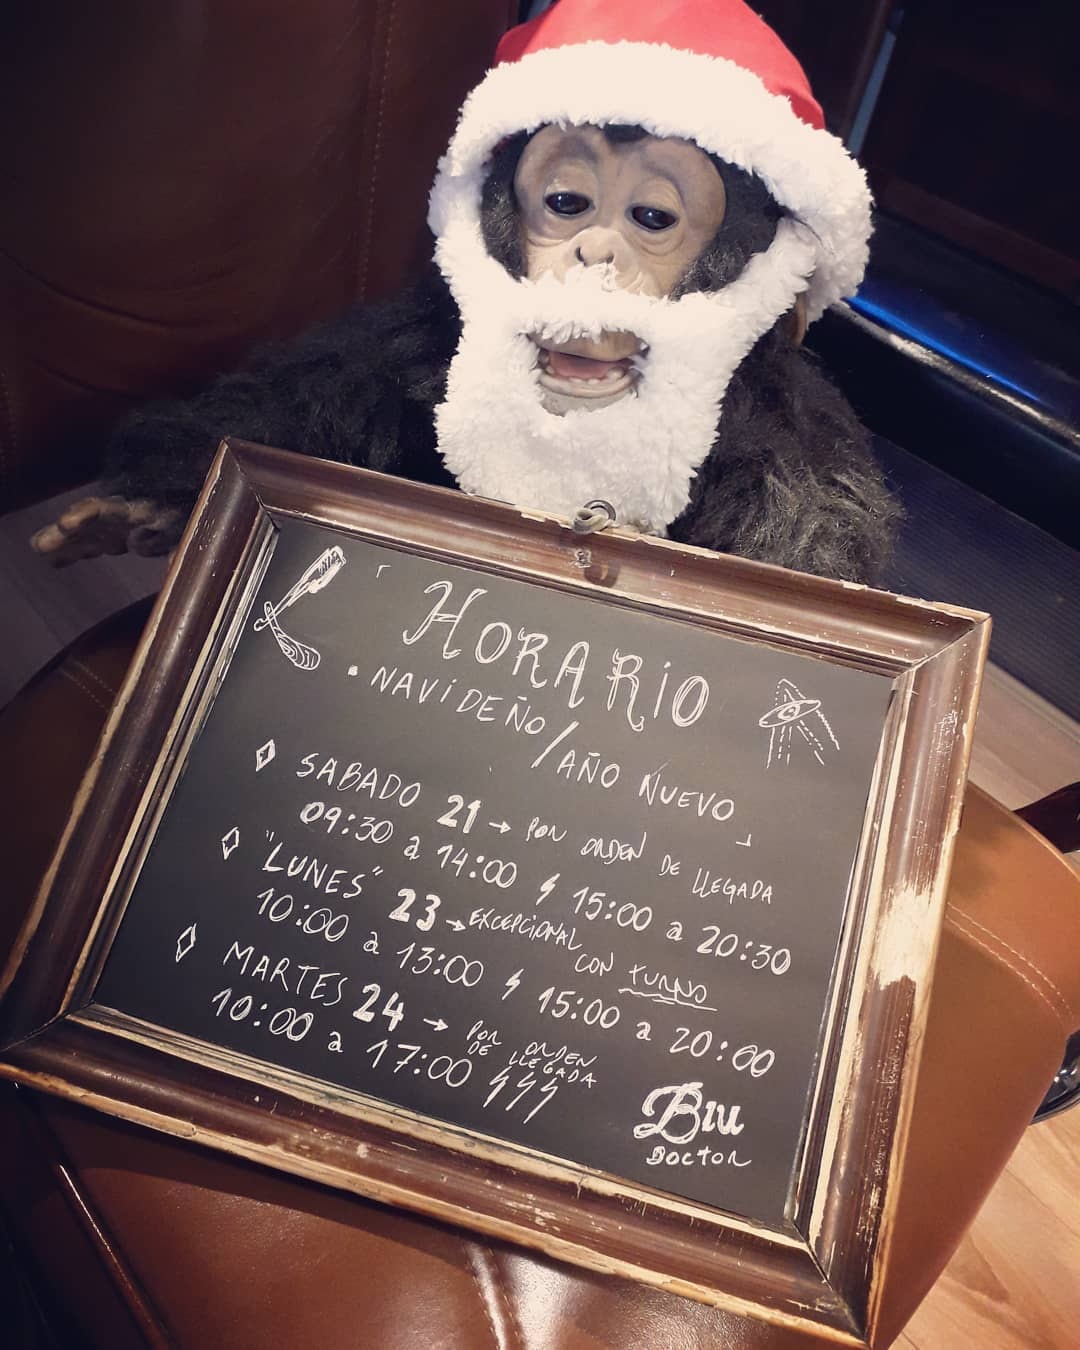 「 HORARIO
• NAVIDEÑO / AÑO NUEVO 」
◊ SABADO 21 → POR ORDEN DE LLEGADA
09:30 a 14:00 ϟ 15:00 a 20:30
◊ "LUNES" 23 → EXCEPCIONAL CON TURNO
10:00 a 13:00 ϟ 15:00 a 20:00
◊ MARTES 24 → POR ORDEN DE LLEGADA
10:00 a 17:00 ϟϟϟ
Biu
Doctor